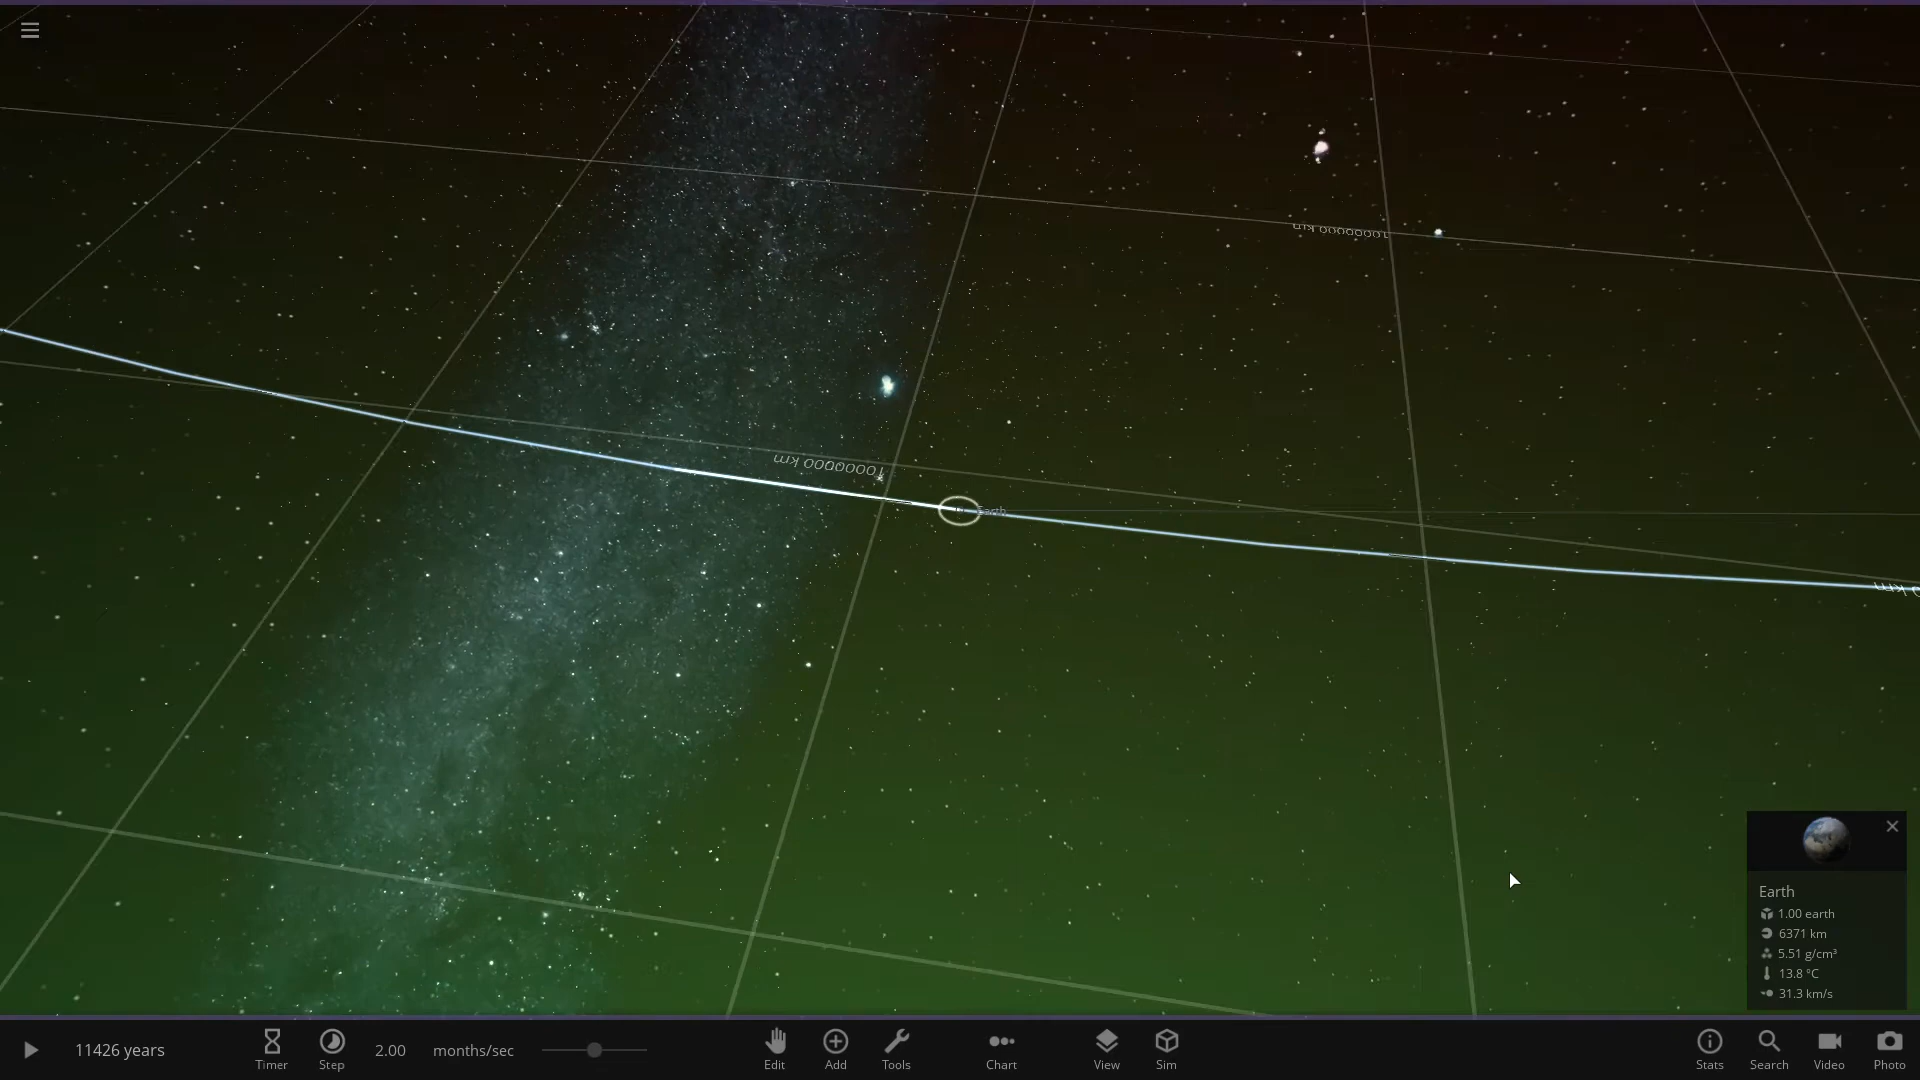 1000000 km
1000000 km
Earth
Earth
1.00 earth
6371 km
5.51 g/cm³
13.8 °C
31.3 km/s
11426 years
Timer
Step
2.00 months/sec
Edit
Add
Tools
Chart
View
Sim
Stats
Search
Video
Photo